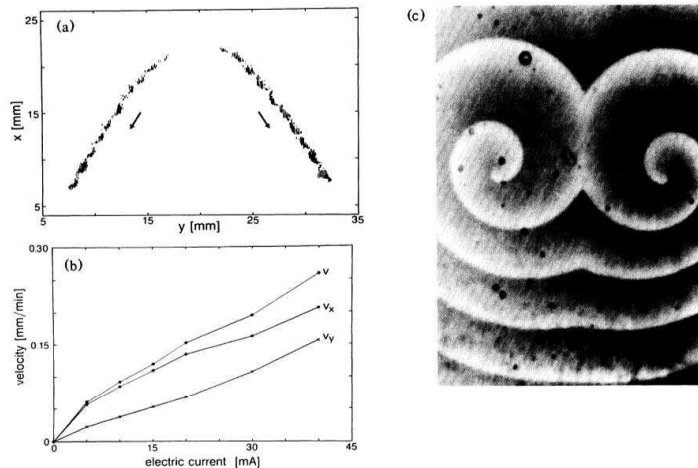 (a)
25
15
5
x [mm]
5
15
25
35
y [mm]
(b)
0.30
0.15
0
velocity [mm/min]
v
vₓ
vᵧ
0
15
30
45
electric current [mA]
(c)